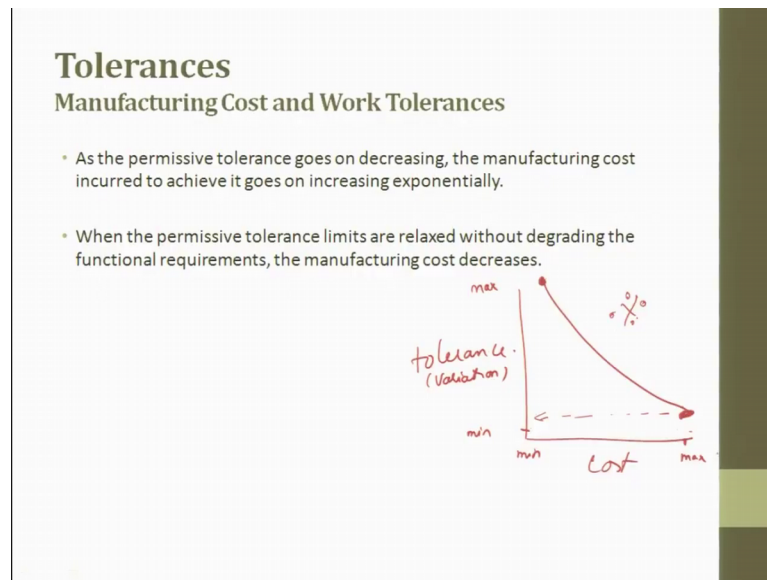 Tolerances
Manufacturing Cost and Work Tolerances
• As the permissive tolerance goes on decreasing, the manufacturing cost
incurred to achieve it goes on increasing exponentially.
• When the permissive tolerance limits are relaxed without degrading the
functional requirements, the manufacturing cost decreases.
max
tolerance.
(variation)
min
min
cost
max